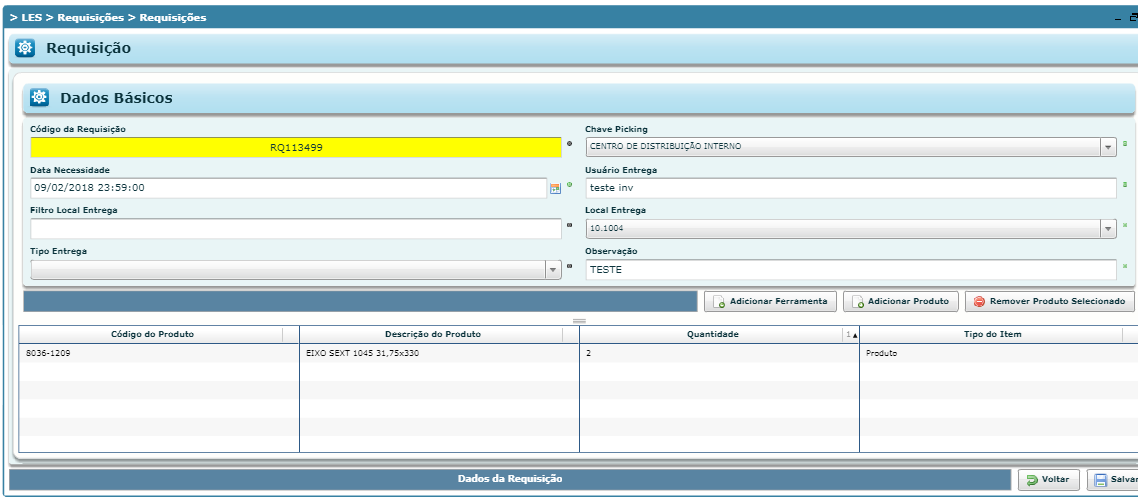 > LES > Requisições > Requisições
Requisição
Dados Básicos
Código da Requisição
RQ113499
Chave Picking
CENTRO DE DISTRIBUIÇÃO INTERNO
Data Necessidade
09/02/2018 23:59:00
Usuário Entrega
teste inv
Filtro Local Entrega
Local Entrega
10.1004
Tipo Entrega
Observação
TESTE
Adicionar Ferramenta Adicionar Produto Remover Produto Selecionado
Código do Produto Descrição do Produto Quantidade 1 Tipo do Item
8036-1209 EIXO SEXT 1045 31,75x330 2 Produto
Dados da Requisição Voltar Salvar